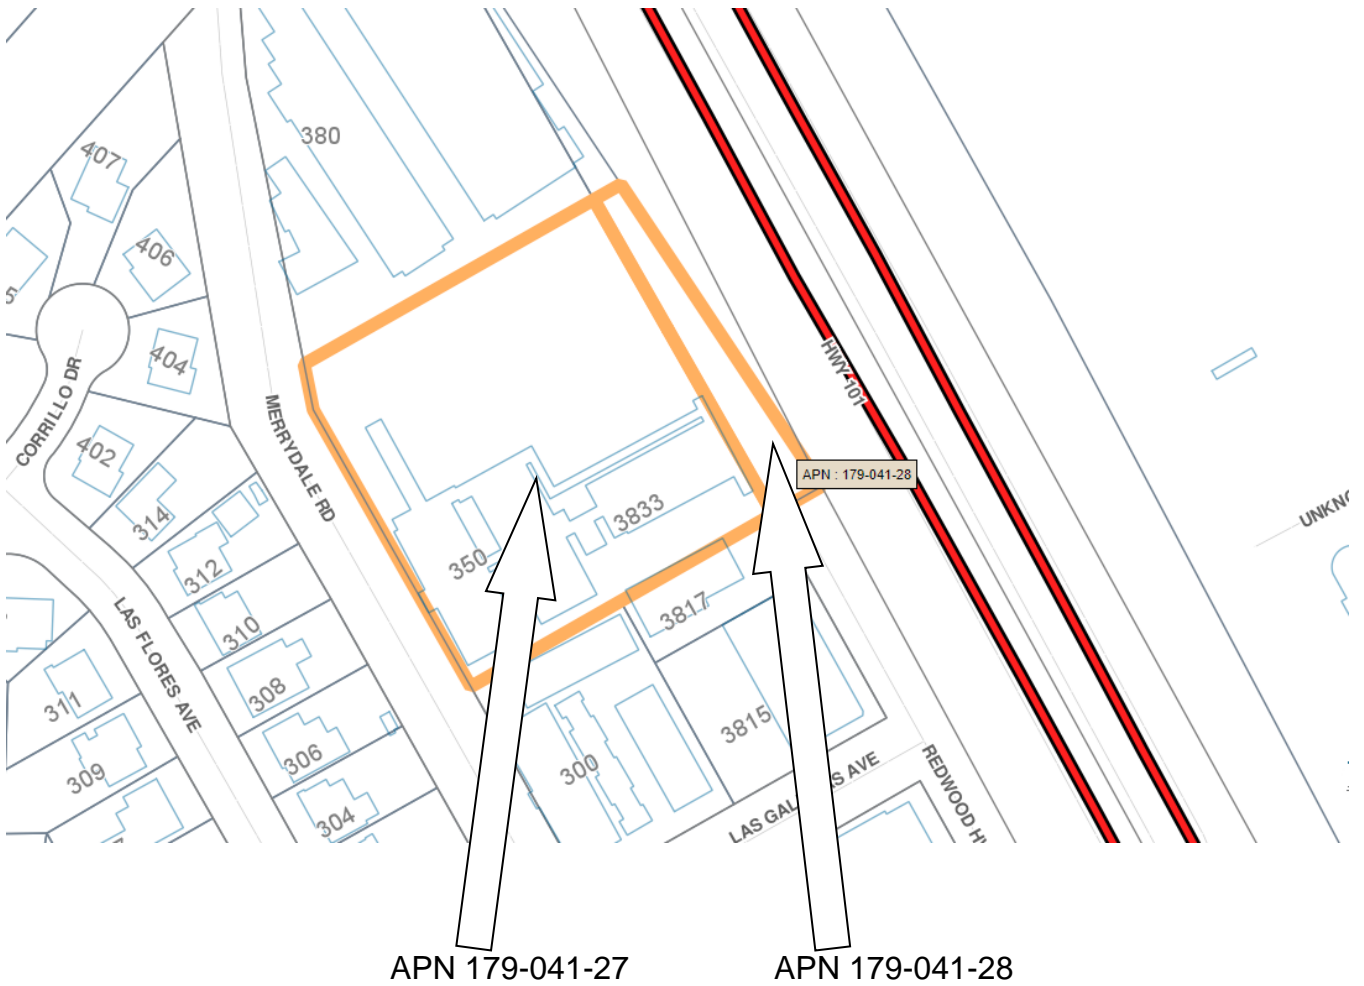 380
407
406
5
404
CORRILLO DR
402
MERRYDALE RD
HWY 101
APN : 179-041-28
314
3833
350
312
310
LAS FLORES AVE
3817
311
308
3815
306
309
300
304
LAS GAL
AS AVE
REDWOOD H
UNKNO
APN 179-041-27
APN 179-041-28